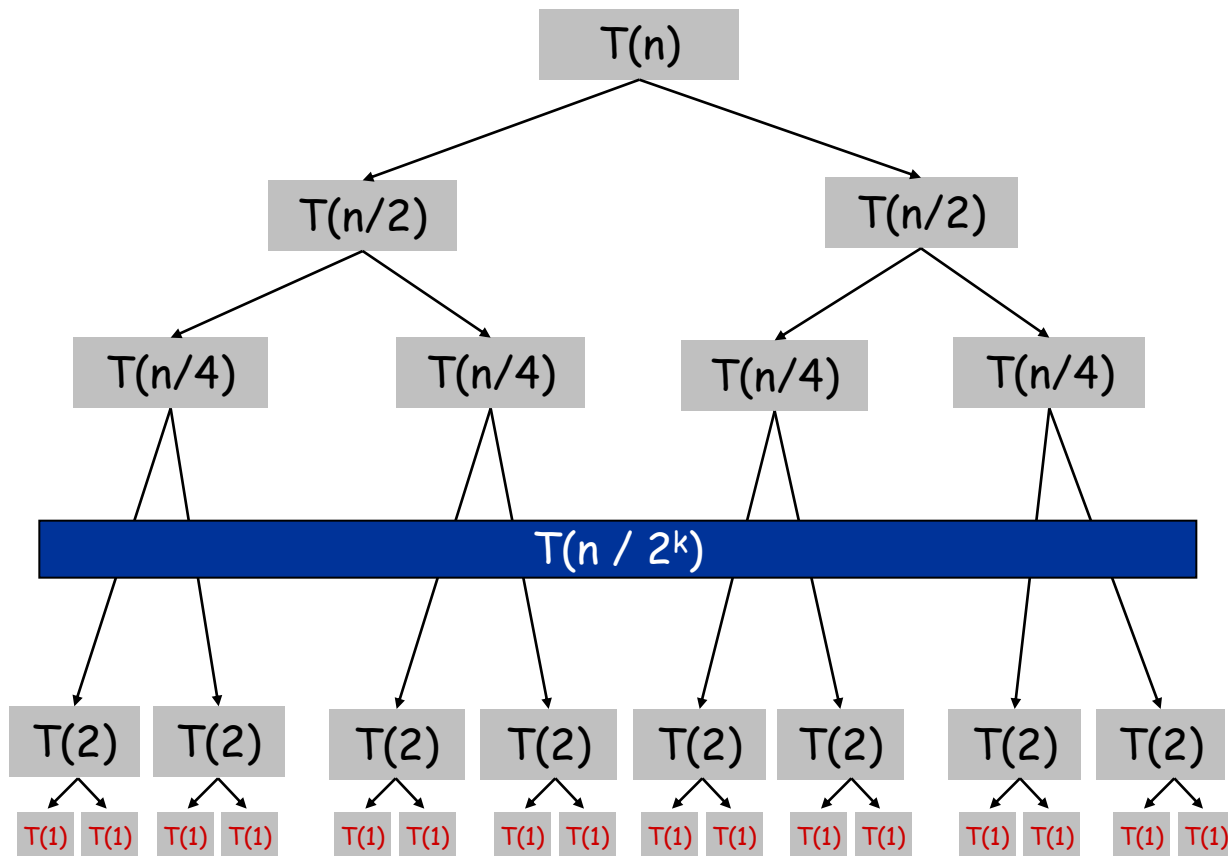 T(n)
T(n/2) T(n/2)
T(n/4) T(n/4) T(n/4) T(n/4)
T(n / 2ᵏ)
T(2) T(2) T(2) T(2) T(2) T(2) T(2) T(2)
T(1) T(1) T(1) T(1) T(1) T(1) T(1) T(1) T(1) T(1) T(1) T(1) T(1) T(1) T(1) T(1)